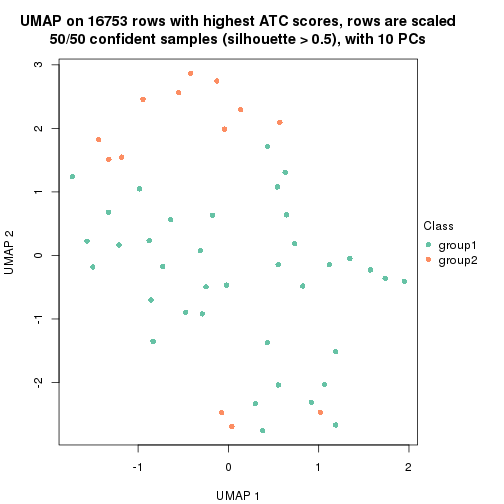 UMAP on 16753 rows with highest ATC scores, rows are scaled
50/50 confident samples (silhouette > 0.5), with 10 PCs
3
2
1
0
-1
-2
UMAP 2
-1
0
1
2
UMAP 1
Class
group1
group2